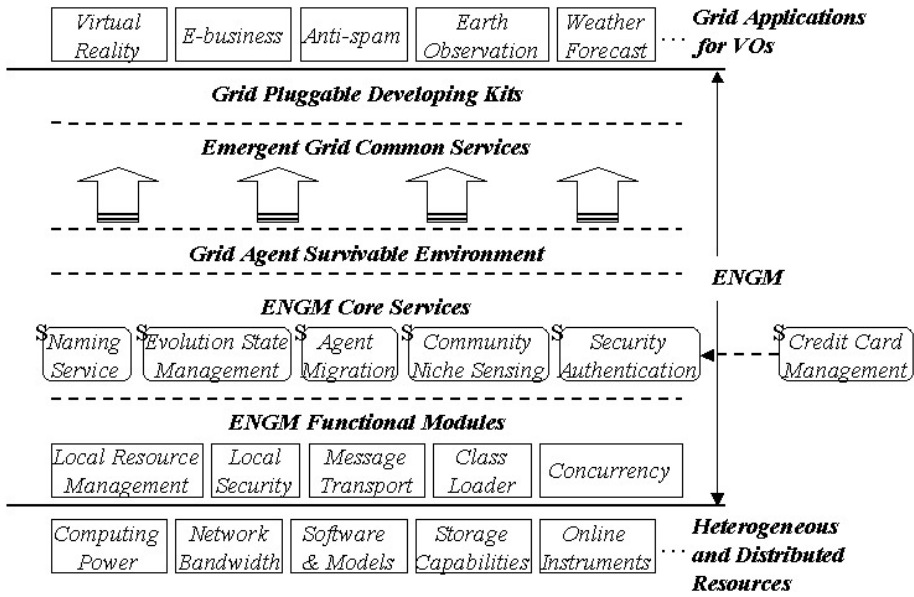 Virtual Reality
E-business
Anti-spam
Earth Observation
Weather Forecast
...
Grid Applications for VOs
Grid Pluggable Developing Kits
Emergent Grid Common Services
Grid Agent Survivable Environment
ENGM
ENGM Core Services
S Naming Service
S Evolution State Management
S Agent Migration
S Community Niche Sensing
S Security Authentication
S Credit Card Management
ENGM Functional Modules
Local Resource Management
Local Security
Message Transport
Class Loader
Concurrency
Computing Power
Network Bandwidth
Software & Models
Storage Capabilities
Online Instruments
...
Heterogeneous and Distributed Resources